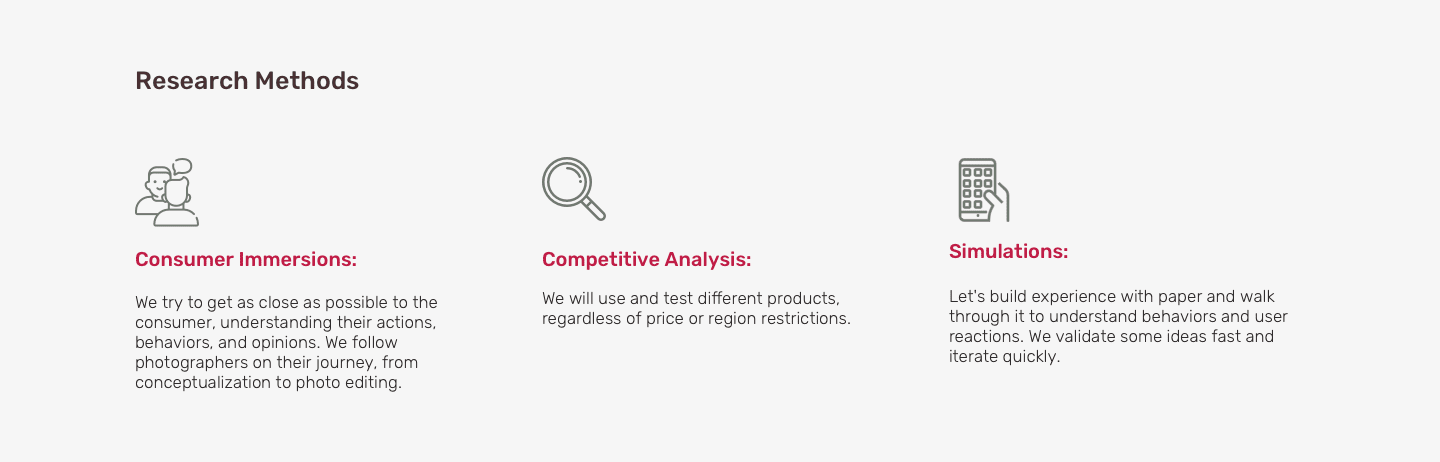 Research Methods
Consumer Immersions:
We try to get as close as possible to the
consumer, understanding their actions,
behaviors, and opinions. We follow
photographers on their journey, from
conceptualization to photo editing.
Competitive Analysis:
We will use and test different products,
regardless of price or region restrictions.
Simulations:
Let's build experience with paper and walk
through it to understand behaviors and user
reactions. We validate some ideas fast and
iterate quickly.